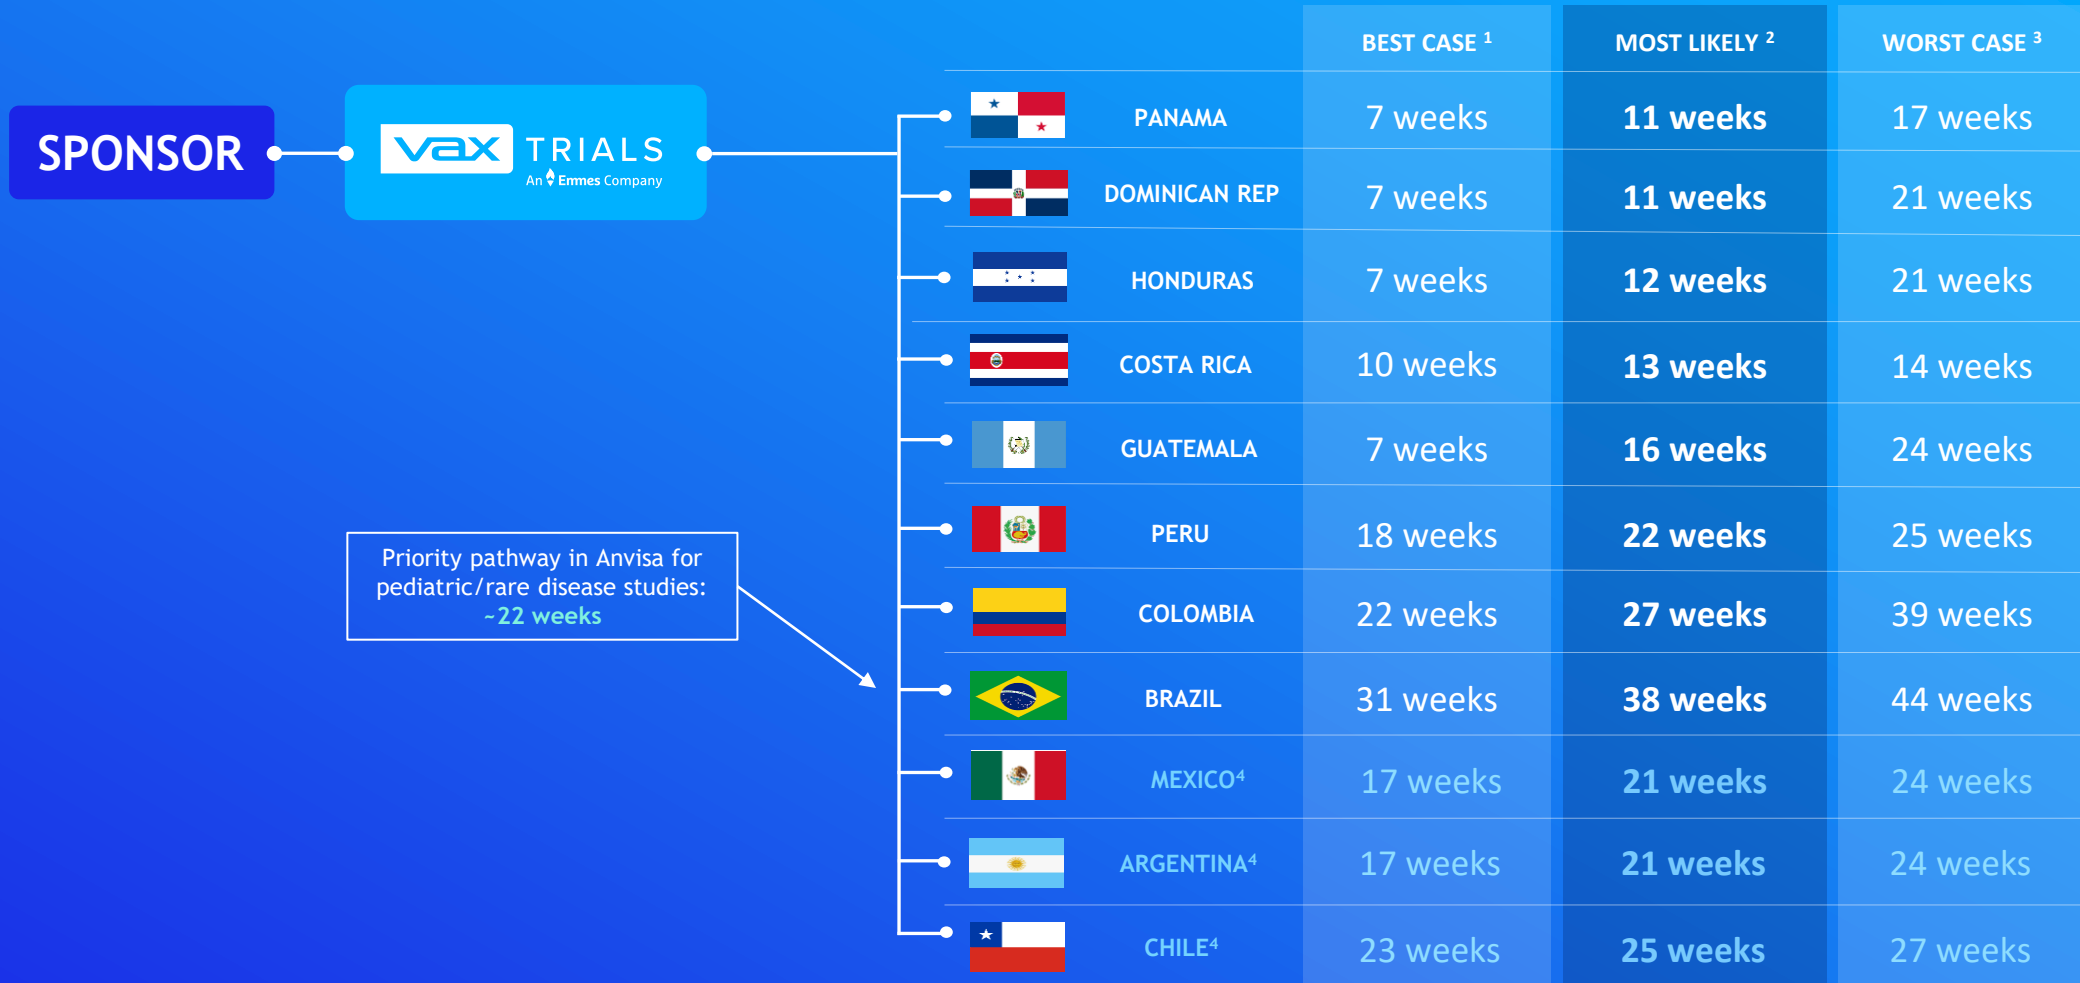 BEST CASE 1 MOST LIKELY 2 WORST CASE 3
SPONSOR
vax TRIALS
An Emmes Company
PANAMA 7 weeks 11 weeks 17 weeks
DOMINICAN REP 7 weeks 11 weeks 21 weeks
HONDURAS 7 weeks 12 weeks 21 weeks
COSTA RICA 10 weeks 13 weeks 14 weeks
GUATEMALA 7 weeks 16 weeks 24 weeks
PERU 18 weeks 22 weeks 25 weeks
Priority pathway in Anvisa for
pediatric/rare disease studies:
~22 weeks
COLOMBIA 22 weeks 27 weeks 39 weeks
BRAZIL 31 weeks 38 weeks 44 weeks
MEXICO4 17 weeks 21 weeks 24 weeks
ARGENTINA4 17 weeks 21 weeks 24 weeks
CHILE4 23 weeks 25 weeks 27 weeks